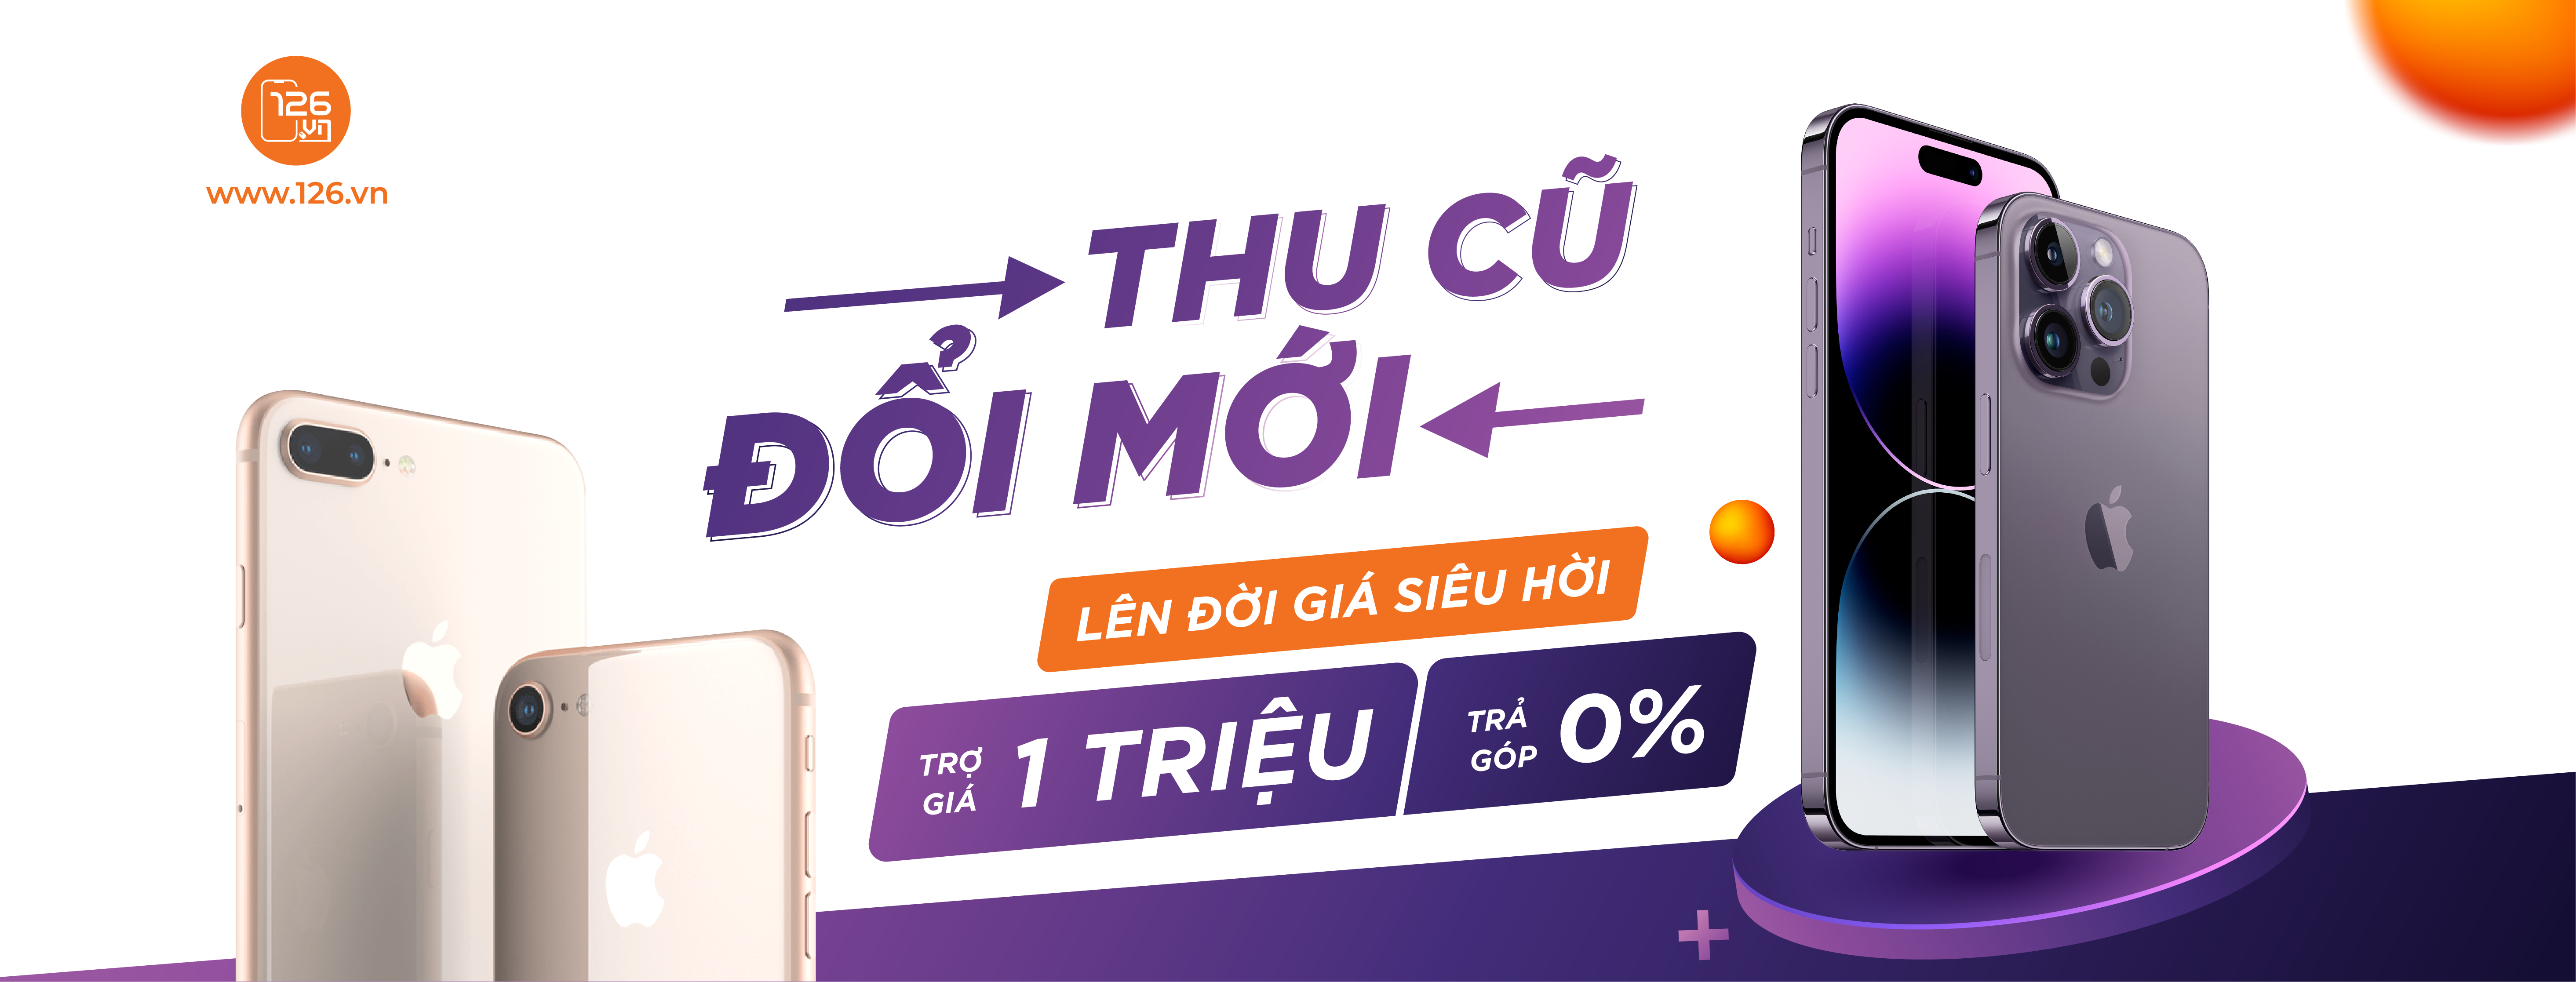 126
.vn
www.126.vn
THU CŨ
ĐỔI MỚI
LÊN ĐỜI GIÁ SIÊU HỜI
TRỢ GIÁ 1 TRIỆU
TRẢ GÓP 0%